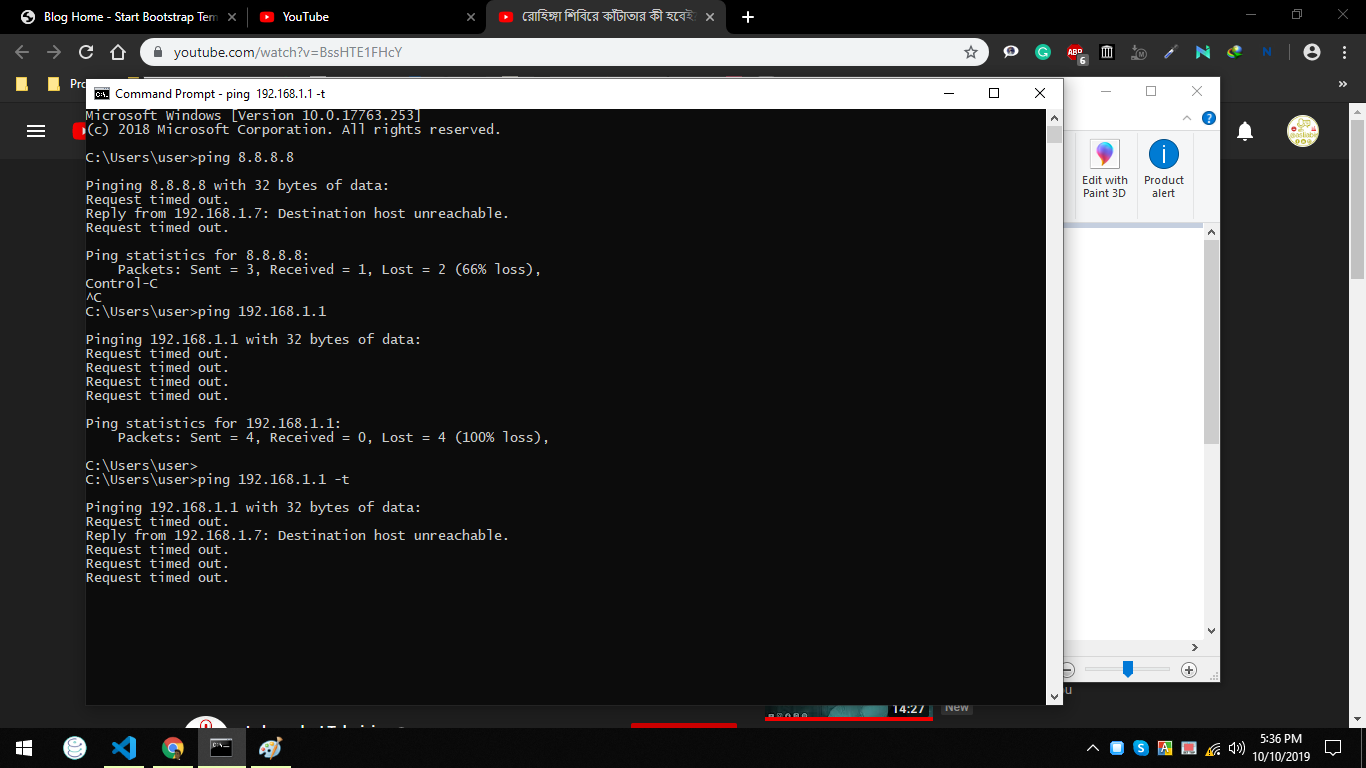 Blog Home - Start Bootstrap Tem
YouTube
রোহিঙ্গা শিবিরে কাঁটাতার কী হবেই
youtube.com/watch?v=BssHTE1FHcY
ABP
6
Command Prompt - ping 192.168.1.1 -t
Microsoft Windows [Version 10.0.17763.253]
(c) 2018 Microsoft Corporation. All rights reserved.
C:\Users\user>ping 8.8.8.8
Pinging 8.8.8.8 with 32 bytes of data:
Request timed out.
Reply from 192.168.1.7: Destination host unreachable.
Request timed out.
Ping statistics for 8.8.8.8:
Packets: Sent = 3, Received = 1, Lost = 2 (66% loss),
Control-C
^C
C:\Users\user>ping 192.168.1.1
Pinging 192.168.1.1 with 32 bytes of data:
Request timed out.
Request timed out.
Request timed out.
Request timed out.
Ping statistics for 192.168.1.1:
Packets: Sent = 4, Received = 0, Lost = 4 (100% loss),
C:\Users\user>
C:\Users\user>ping 192.168.1.1 -t
Pinging 192.168.1.1 with 32 bytes of data:
Request timed out.
Reply from 192.168.1.7: Destination host unreachable.
Request timed out.
Request timed out.
Request timed out.
Edit with
Paint 3D
Product
alert
14:27
New
5:36 PM
10/10/2019